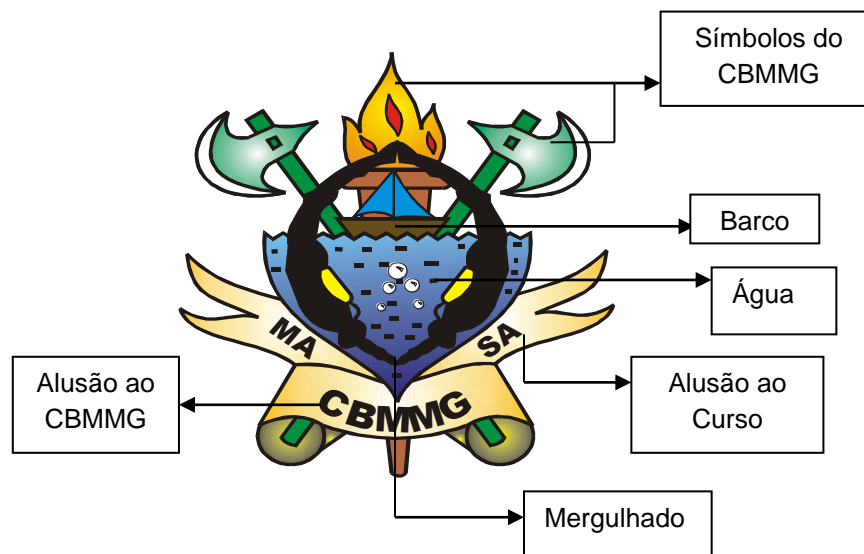 Símbolos do
CBMMG
Barco
Água
MA
SA
Alusão ao
CBMMG
CBMMG
Alusão ao
Curso
Mergulhado